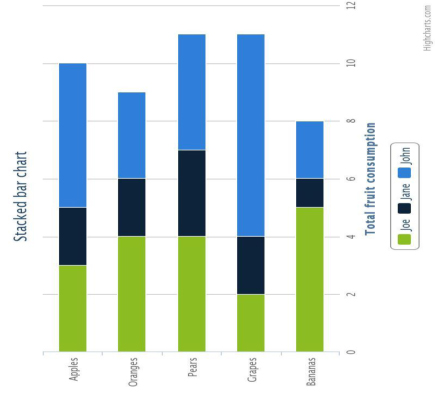 Stacked bar chart
Apples
Oranges
Pears
Grapes
Bananas
0 2 4 6 8 10 12
Total fruit consumption
Joe Jane John
Highcharts.com